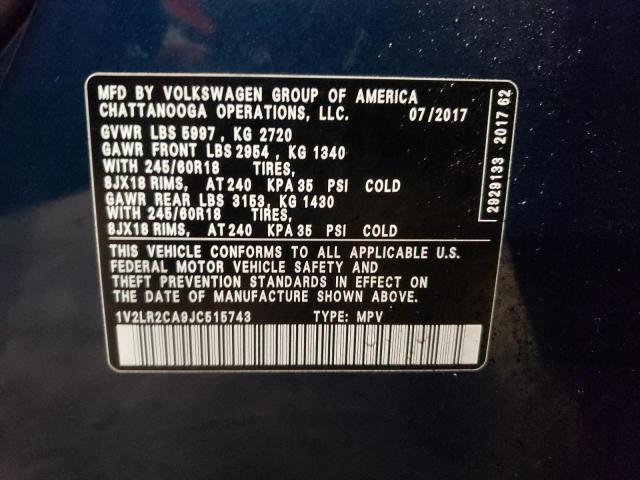 MFD BY VOLKSWAGEN GROUP OF AMERICA
CHATTANOOGA OPERATIONS, LLC. 07/2017
GVWR LBS 5997 , KG 2720
GAWR FRONT LBS 2954 , KG 1340
WITH 245/60R18 TIRES,
8JX18 RIMS, AT 240 KPA 35 PSI COLD
GAWR REAR LBS 3153, KG 1430
WITH 245/60R18 TIRES,
8JX18 RIMS, AT 240 KPA 35 PSI COLD
THIS VEHICLE CONFORMS TO ALL APPLICABLE U.S.
FEDERAL MOTOR VEHICLE SAFETY AND
THEFT PREVENTION STANDARDS IN EFFECT ON
THE DATE OF MANUFACTURE SHOWN ABOVE.
1V2LR2CA9JC515743 TYPE: MPV
2929133 2017 62